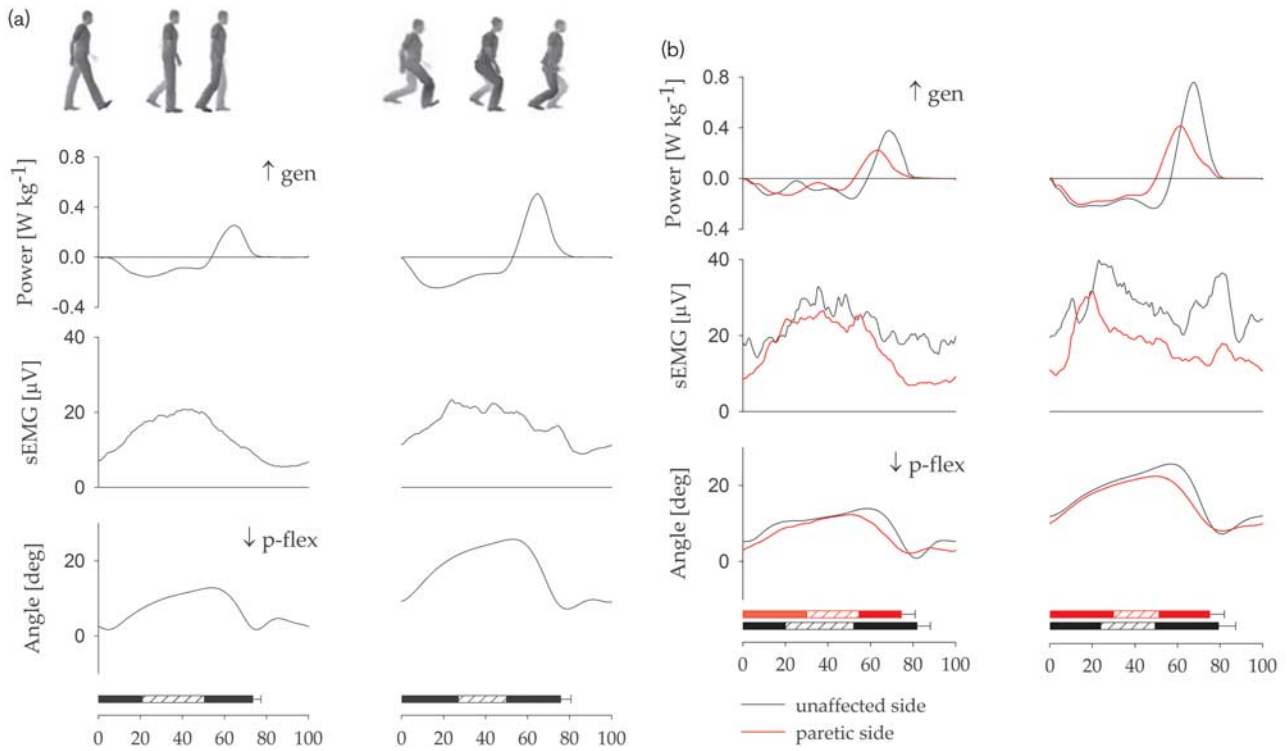 (a)
0.8
↑ gen
0.4
0.0
-0.4
Power [W kg-1]
40
20
0
sEMG [µV]
↓ p-flex
20
0
Angle [deg]
0 20 40 60 80 100
0 20 40 60 80 100
(b)
0.8
↑ gen
0.4
0.0
-0.4
Power [W kg-1]
40
20
0
sEMG [µV]
↓ p-flex
20
0
Angle [deg]
0 20 40 60 80 100
0 20 40 60 80 100
unaffected side
paretic side